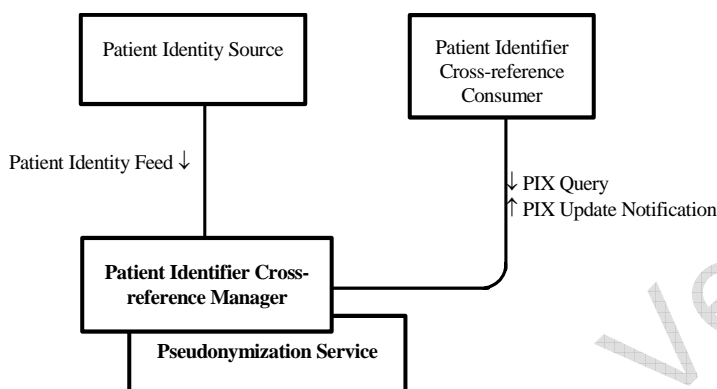 Patient Identity Source
Patient Identifier
Cross-reference
Consumer
Patient Identity Feed ↓
↓ PIX Query
↑ PIX Update Notification
Patient Identifier Cross-
reference Manager
Pseudonymization Service
Ve